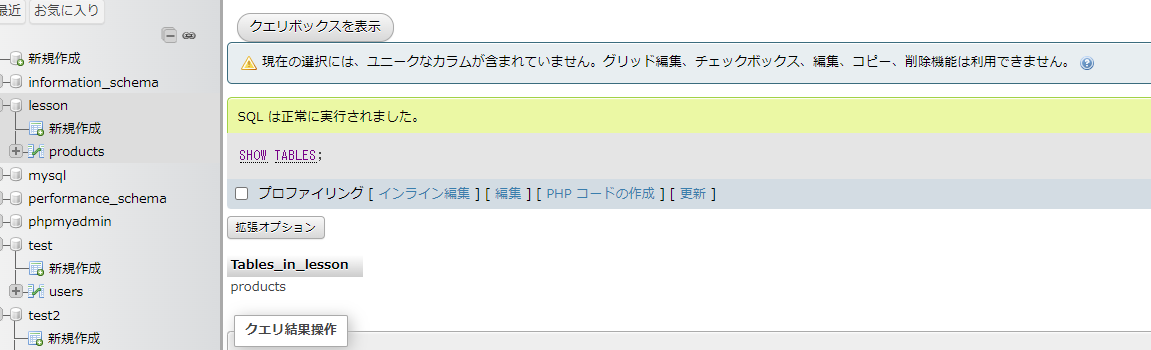 最近 お気に入り
新規作成
information_schema
lesson
新規作成
products
mysql
performance_schema
phpmyadmin
test
新規作成
users
test2
新規作成
クエリボックスを表示
現在の選択には、ユニークなカラムが含まれていません。グリッド編集、チェックボックス、編集、コピー、削除機能は利用できません。
SQL は正常に実行されました。
SHOW TABLES;
プロファイリング [ インライン編集 ] [ 編集 ] [ PHP コードの作成 ] [ 更新 ]
拡張オプション
Tables_in_lesson
products
クエリ結果操作